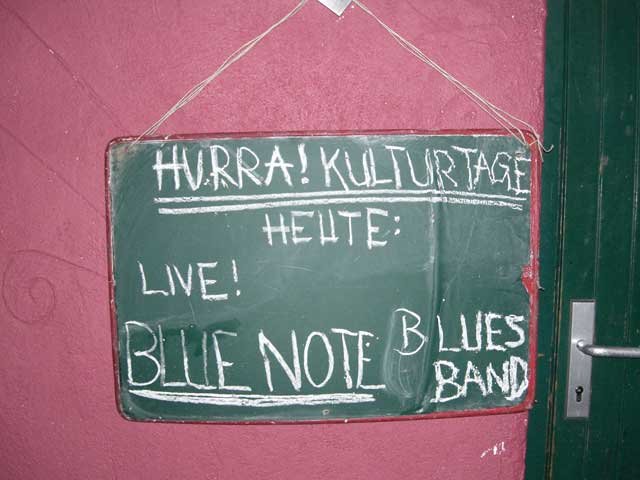 HURRA! KULTURTAGE
HEUTE:
LIVE!
BLUE NOTE BLUES
BAND